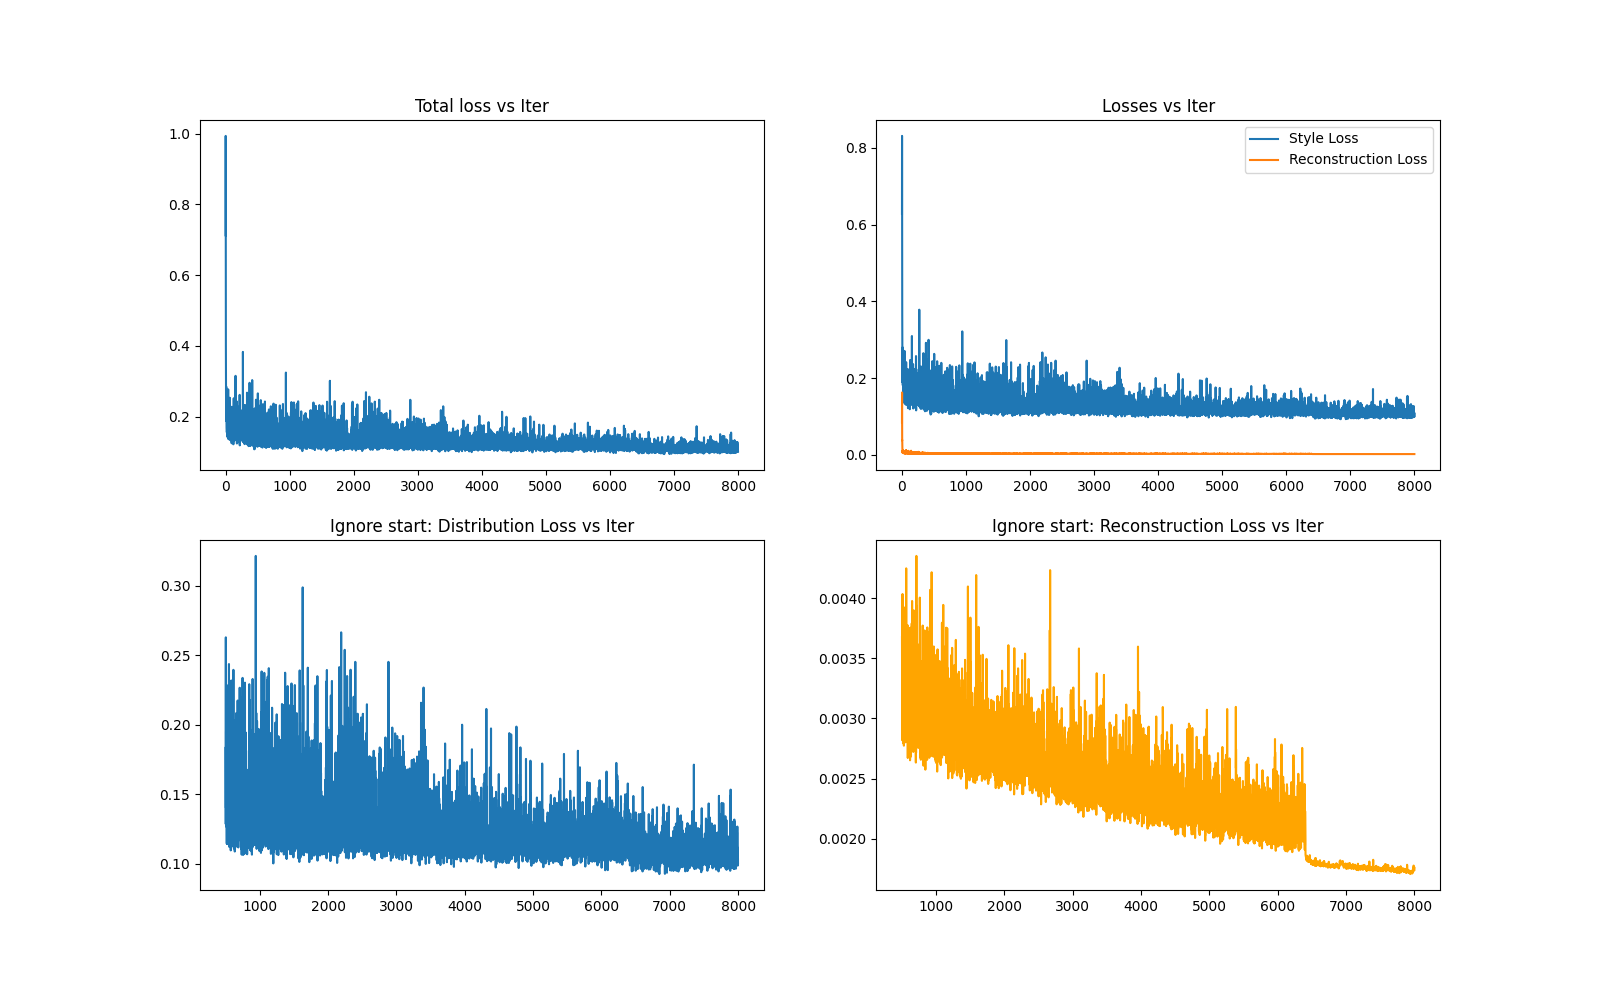 Total loss vs Iter
1.0
0.8
0.6
0.4
0.2
0 1000 2000 3000 4000 5000 6000 7000 8000
Losses vs Iter
Style Loss
Reconstruction Loss
0.8
0.6
0.4
0.2
0.0
0 1000 2000 3000 4000 5000 6000 7000 8000
Ignore start: Distribution Loss vs Iter
0.30
0.25
0.20
0.15
0.10
1000 2000 3000 4000 5000 6000 7000 8000
Ignore start: Reconstruction Loss vs Iter
0.0040
0.0035
0.0030
0.0025
0.0020
1000 2000 3000 4000 5000 6000 7000 8000